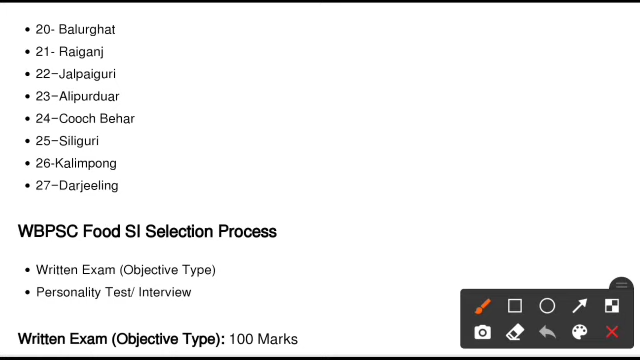 20- Balurghat
21- Raiganj
22–Jalpaiguri
23–Alipurduar
24–Cooch Behar
25–Siliguri
26-Kalimpong
27–Darjeeling
WBPSC Food SI Selection Process
Written Exam (Objective Type)
Personality Test/ Interview
Written Exam (Objective Type): 100 Marks